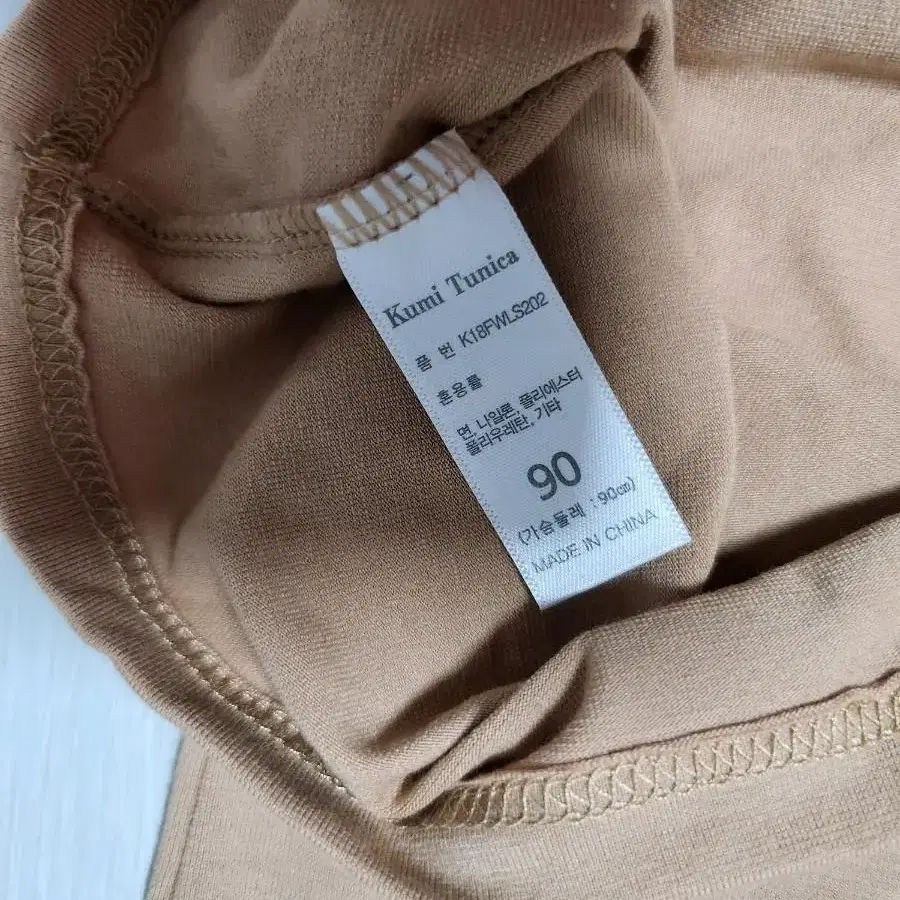 Kumi Tunica
품 번 K18FWLS202
혼용률
면, 나일론, 폴리에스터
폴리우레탄, 기타
90
(가슴둘레 : 90㎝)
MADE IN CHINA